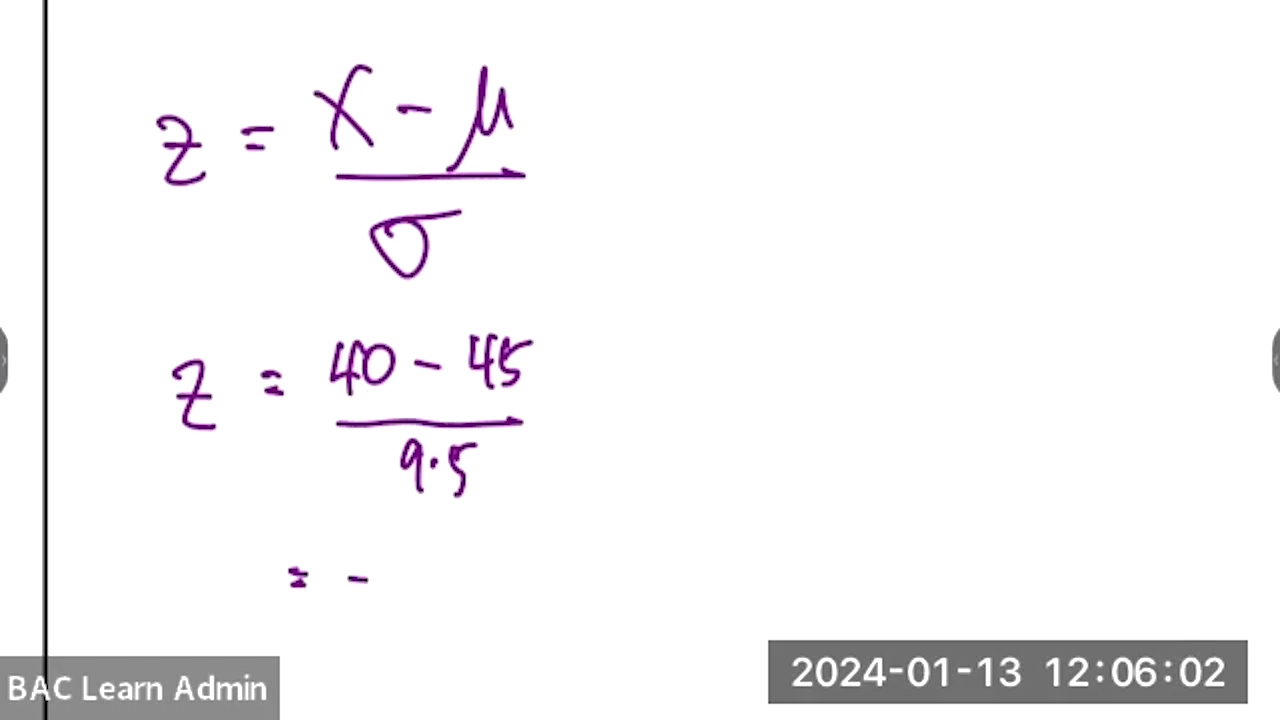 z = x - μ
σ
z = 40 - 45
9.5
= -
BAC Learn Admin
2024-01-13 12:06:02